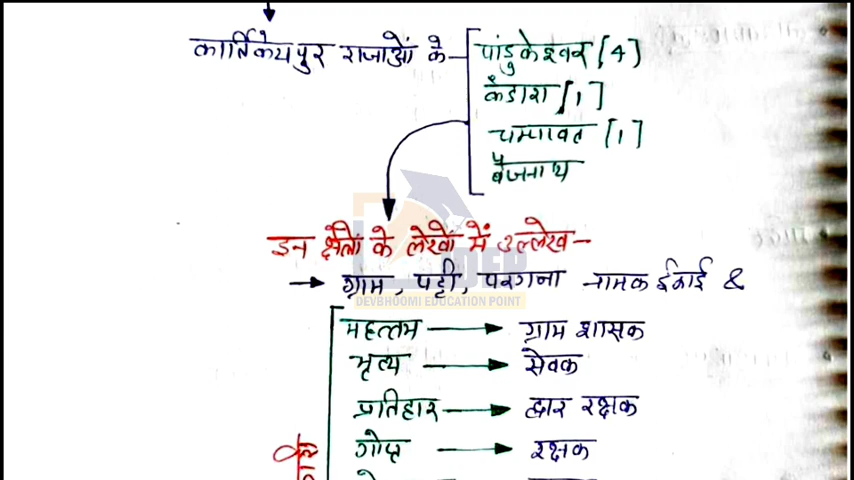 कार्तिकेयपुर राजाओं के पांडुकेश्वर [4]
कंडारा [1]
चम्पावत [1]
बैजनाथ
इन क्षेत्रों के लेखों में उल्लेख-
→ ग्राम, पट्टी, परगना नामक ईकाई &
DEP
DEVBHOOMI EDUCATION POINT
महत्तम → ग्राम शासक
भृत्य → सेवक
प्रतिहार → द्वार रक्षक
गोप्ता → रक्षक